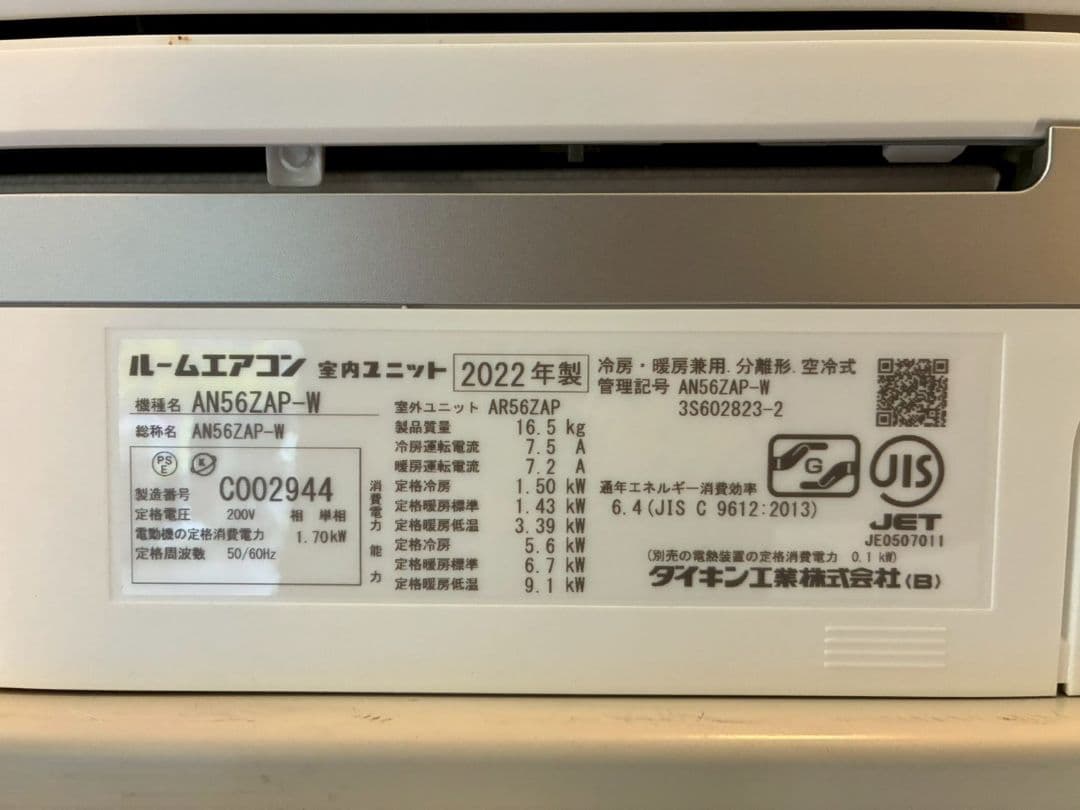 ルームエアコン 室内ユニット 2022年製
機種名 AN56ZAP-W
総称名 AN56ZAP-W
PS E
製造番号 C002944
定格電圧 200V 相 単相
電動機の定格消費電力 1.70kW
定格周波数 50/60Hz
室外ユニット AR56ZAP
製品質量 16.5 kg
冷房運転電流 7.5 A
暖房運転電流 7.2 A
消費電力
定格冷房 1.50 kW
定格暖房標準 1.43 kW
定格暖房低温 3.39 kW
能力
定格冷房 5.6 kW
定格暖房標準 6.7 kW
定格暖房低温 9.1 kW
冷房・暖房兼用.分離形.空冷式
管理記号 AN56ZAP-W
3S602823-2
G
JIS
JET
JE0507011
通年エネルギー消費効率
6.4(JIS C 9612:2013)
(別売の電熱装置の定格消費電力 0.1 kW)
ダイキン工業株式会社(B)